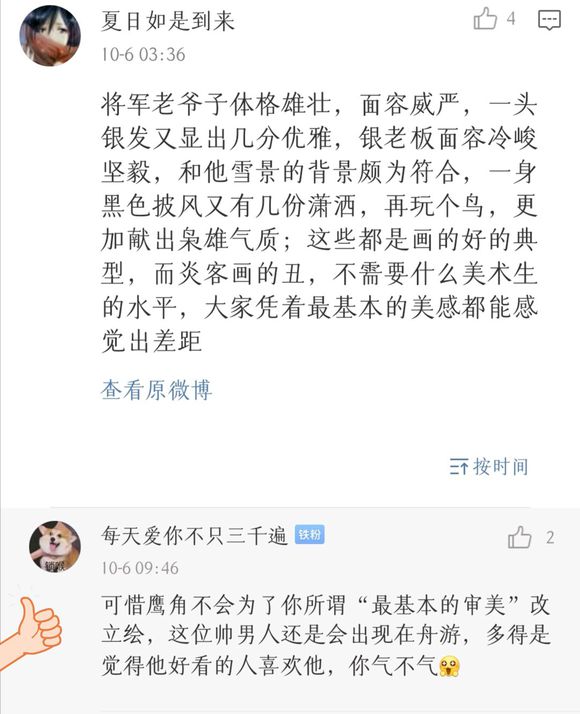 夏日如是到来
4
10-6 03:36
将军老爷子体格雄壮，面容威严，一头
银发又显出几分优雅，银老板面容冷峻
坚毅，和他雪景的背景颇为符合，一身
黑色披风又有几份潇洒，再玩个鸟，更
加献出枭雄气质；这些都是画的好的典
型，而炎客画的丑，不需要什么美术生
的水平，大家凭着最基本的美感都能感
觉出差距
查看原微博
按时间
每天爱你不只三千遍 铁粉
2
10-6 09:46
可惜鹰角不会为了你所谓“最基本的审美”改
立绘，这位帅男人还是会出现在舟游，多得是
觉得他好看的人喜欢他，你气不气